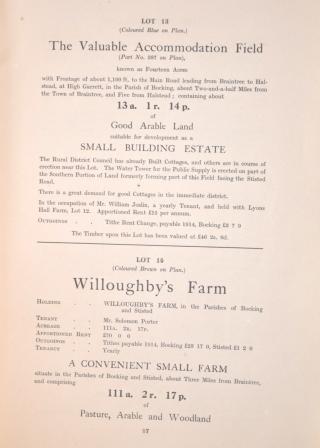 LOT 13
(Coloured Blue on Plan.)
The Valuable Accommodation Field
(Part No. 397 on Plan),
known as Fourteen Acres
with Frontage of about 1,100 ft. to the Main Road leading from Braintree to Hal-
stead, at High Garrett, in the Parish of Bocking, about Two-and-a-half Miles from
the Town of Braintree, and Five from Halstead; containing about
13 a. 1 r. 14 p.
of
Good Arable Land
suitable for development as a
SMALL BUILDING ESTATE
The Rural District Council has already Built Cottages, and others are in course of
erection near this Lot. The Water Tower for the Public Supply is erected on part of
the Southern Portion of Land formerly forming part of this Field facing the Stisted
Road.
There is a great demand for good Cottages in the immediate district.
In the occupation of Mr. William Joslin, a yearly Tenant, and held with Lyons
Hall Farm, Lot 12. Apportioned Rent £15 per annum.
OUTGOINGS . . Tithe Rent Charge, payable 1914, Bocking £3 7 9
The Timber upon this Lot has been valued at £46 2s. 6d.
LOT 15
(Coloured Brown on Plan.)
Willoughby's Farm
HOLDING . . WILLOUGHBY'S FARM, in the Parishes of Bocking
and Stisted
TENANT . . Mr. Solomon Porter
ACREAGE . . 111a. 2r. 17p.
APPORTIONED RENT £70 0 0
OUTGOINGS . . Tithes payable 1914, Bocking £28 17 0, Stisted £1 2 8
TENANCY . . Yearly
A CONVENIENT SMALL FARM
situate in the Parishes of Bocking and Stisted, about Three Miles from Braintree,
and comprising
111 a. 2 r. 17 p.
of
Pasture, Arable and Woodland
17